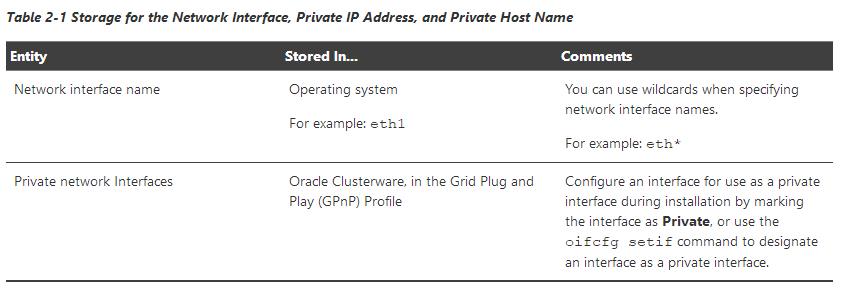 Table 2-1 Storage for the Network Interface, Private IP Address, and Private Host Name
Entity Stored In... Comments
Network interface name
Operating system
For example: eth1
You can use wildcards when specifying
network interface names.
For example: eth*
Private network Interfaces
Oracle Clusterware, in the Grid Plug and
Play (GPnP) Profile
Configure an interface for use as a private
interface during installation by marking
the interface as Private, or use the
oifcfg setif command to designate
an interface as a private interface.